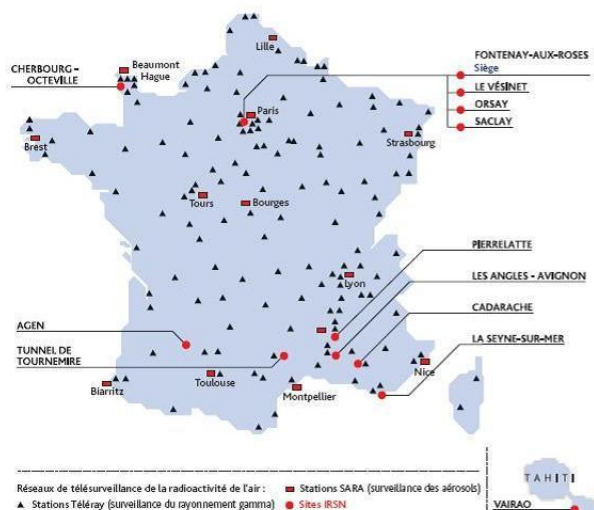 Lille
FONTENAY-AUX-ROSES
Siège
CHERBOURG -
OCTEVILLE
Beaumont
Hague
LE VÉSINET
ORSAY
SACLAY
Paris
Brest
Strasbourg
Tours
Bourges
PIERRELATTE
LES ANGLES - AVIGNON
Lyon
CADARACHE
AGEN
LA SEYNE-SUR-MER
TUNNEL DE
TOURNEMIRE
Biarritz
Toulouse
Montpellier
Nice
TAHITI
Réseaux de télésurveillance de la radioactivité de l'air : Stations SARA (surveillance des aérosols)
Stations Téléray (surveillance du rayonnement gamma) Sites IRSN
VAIRAO